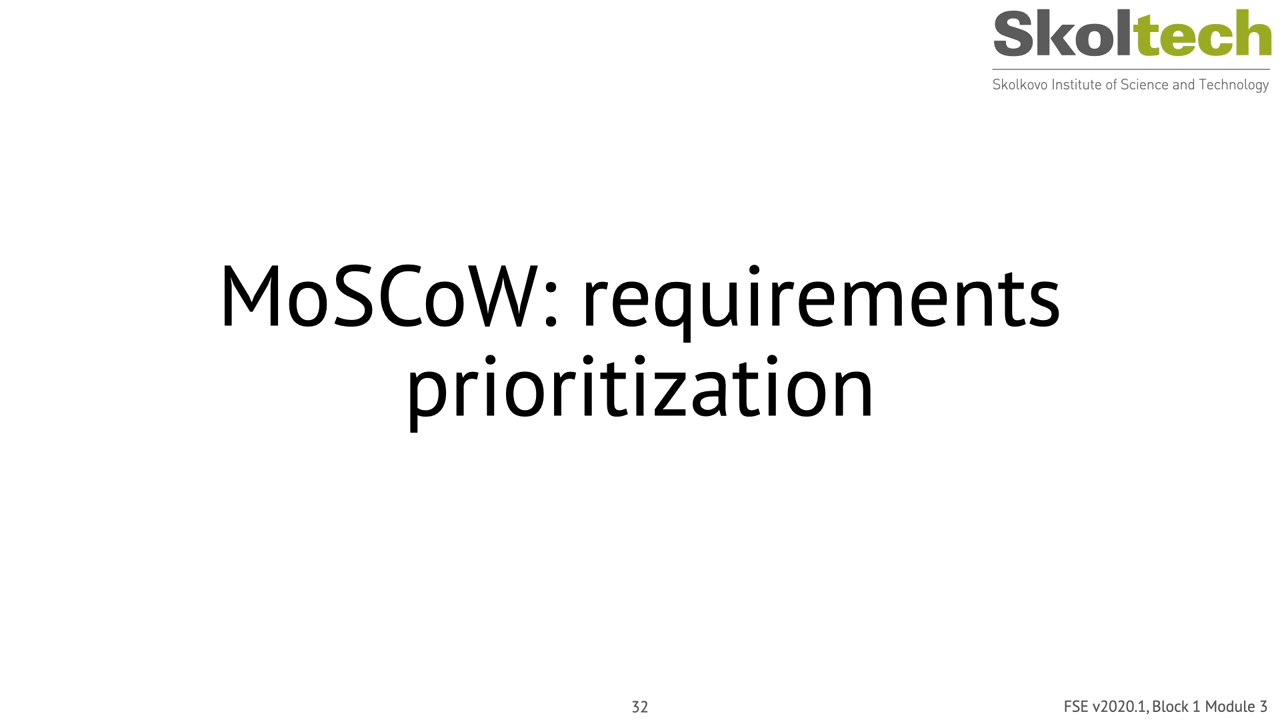 Skoltech
Skolkovo Institute of Science and Technology
MoSCoW: requirements
prioritization
32
FSE v2020.1, Block 1 Module 3